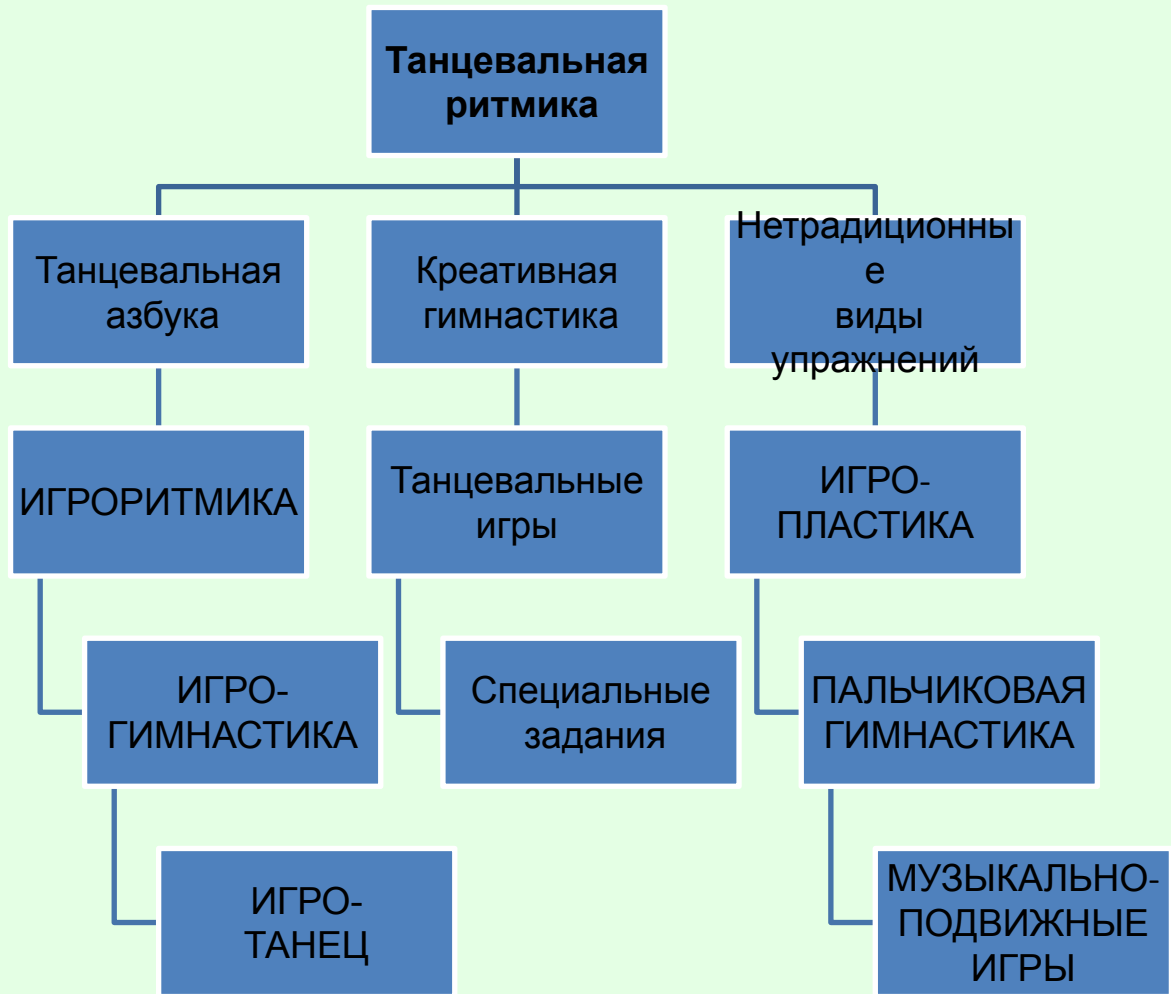 Танцевальная
ритмика
Танцевальная
азбука
Креативная
гимнастика
Нетрадиционны
е
виды
упражнений
ИГРОРИТМИКА
Танцевальные
игры
ИГРО-
ПЛАСТИКА
ИГРО-
ГИМНАСТИКА
Специальные
задания
ПАЛЬЧИКОВАЯ
ГИМНАСТИКА
ИГРО-
ТАНЕЦ
МУЗЫКАЛЬНО-
ПОДВИЖНЫЕ
ИГРЫ